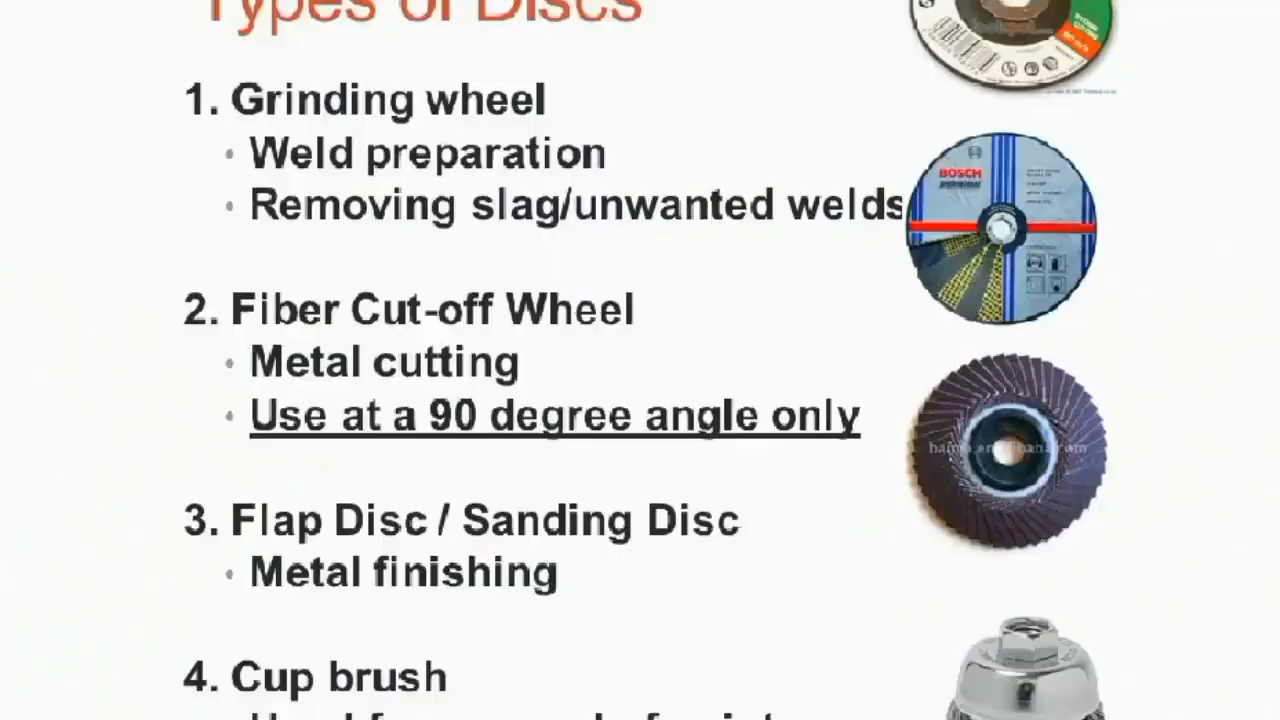 Types of Discs
1. Grinding wheel
• Weld preparation
• Removing slag/unwanted welds
BOSCH
professional
2. Fiber Cut-off Wheel
• Metal cutting
• Use at a 90 degree angle only
3. Flap Disc / Sanding Disc
• Metal finishing
4. Cup brush